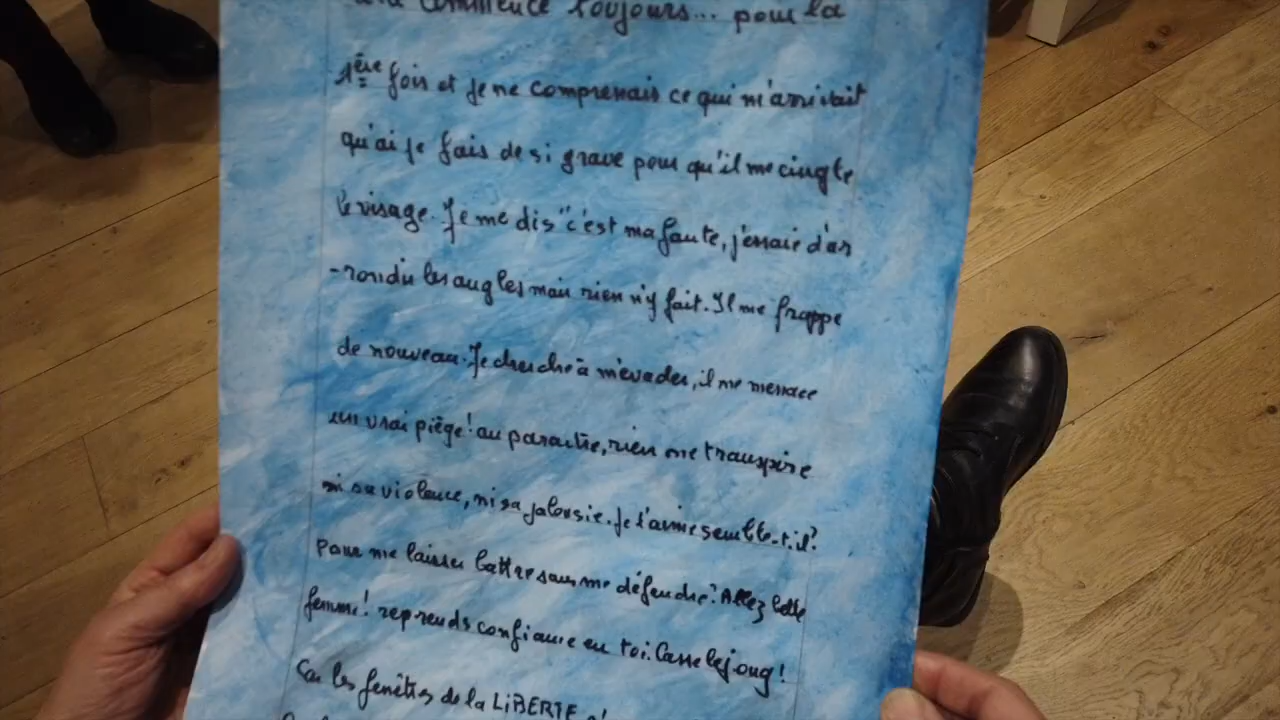 commence toujours... pour la
1ère fois et je ne comprenais ce qui m'arrivait
qu'ai je fais de si grave pour qu'il me cingle
le visage. Je me dis "c'est ma faute, j'essaie d'ar
-rondir les angles mais rien n'y fait. Il me frappe
de nouveau. Je cherche à m'évader, il me menace
un vrai piège! au paraître, rien ne transpire
ni sa violence, ni sa jalousie. Je l'aime semble-t-il?
pour me laisser battre sans me défendre? Allez belle
femme! reprends confiance en toi. Casse le joug!
Car les fenêtres de la LiBERTE